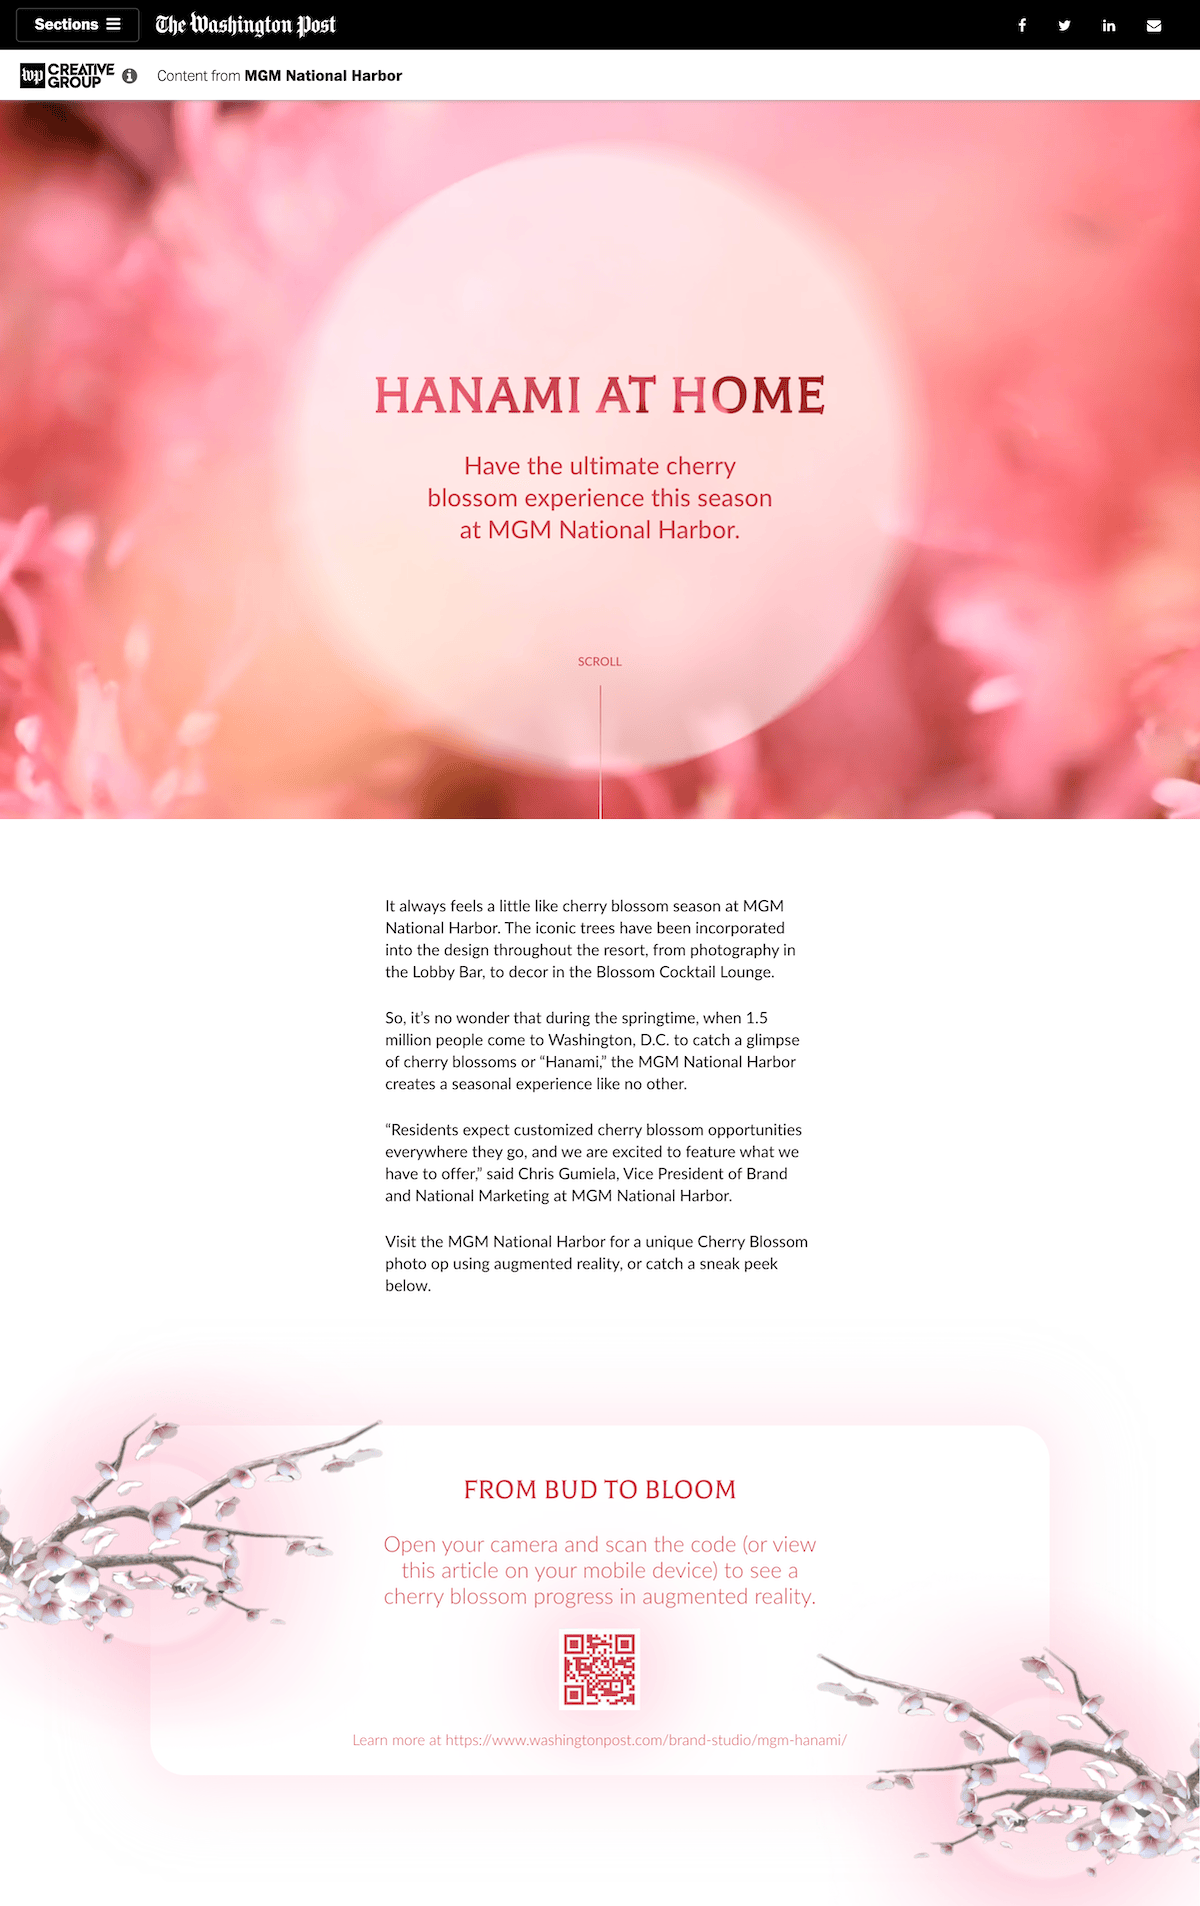 Sections
The Washington Post
wp CREATIVE GROUP
Content from MGM National Harbor
HANAMI AT HOME
Have the ultimate cherry
blossom experience this season
at MGM National Harbor.
SCROLL
It always feels a little like cherry blossom season at MGM
National Harbor. The iconic trees have been incorporated
into the design throughout the resort, from photography in
the Lobby Bar, to decor in the Blossom Cocktail Lounge.
So, it’s no wonder that during the springtime, when 1.5
million people come to Washington, D.C. to catch a glimpse
of cherry blossoms or “Hanami,” the MGM National Harbor
creates a seasonal experience like no other.
“Residents expect customized cherry blossom opportunities
everywhere they go, and we are excited to feature what we
have to offer,” said Chris Gumiela, Vice President of Brand
and National Marketing at MGM National Harbor.
Visit the MGM National Harbor for a unique Cherry Blossom
photo op using augmented reality, or catch a sneak peek
below.
FROM BUD TO BLOOM
Open your camera and scan the code (or view
this article on your mobile device) to see a
cherry blossom progress in augmented reality.
Learn more at https://www.washingtonpost.com/brand-studio/mgm-hanami/